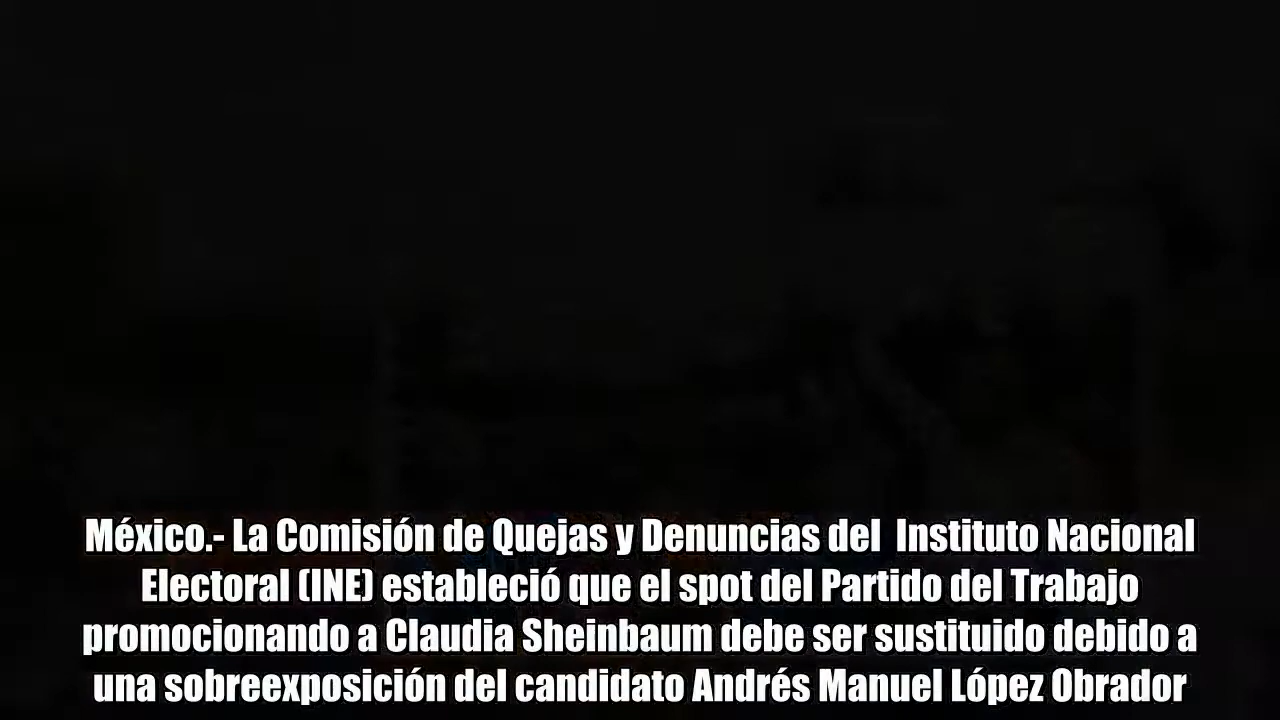 México.- La Comisión de Quejas y Denuncias del Instituto Nacional
Electoral (INE) estableció que el spot del Partido del Trabajo
promocionando a Claudia Sheinbaum debe ser sustituido debido a
una sobreexposición del candidato Andrés Manuel López Obrador